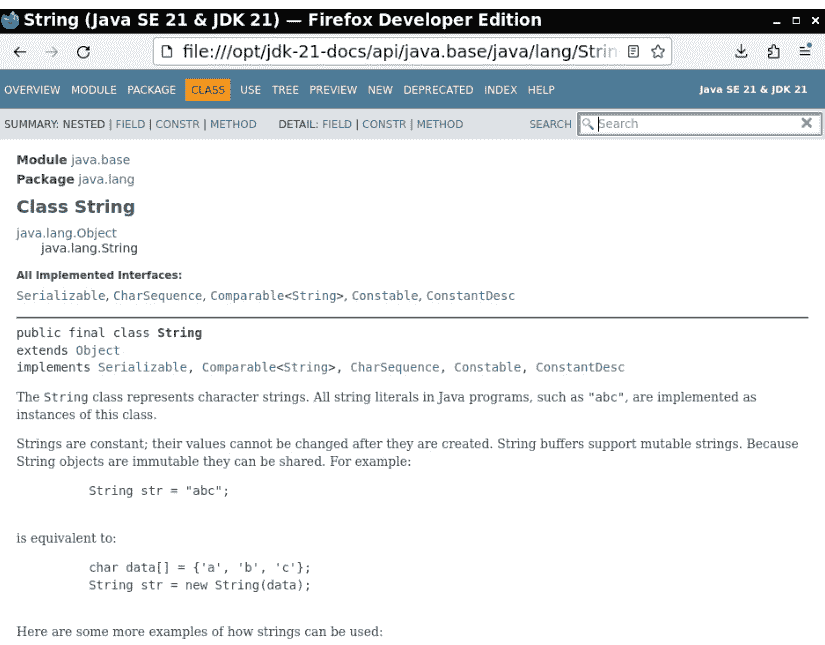 String (Java SE 21 & JDK 21) — Firefox Developer Edition
file:///opt/jdk-21-docs/api/java.base/java/lang/Strin
OVERVIEW MODULE PACKAGE CLASS USE TREE PREVIEW NEW DEPRECATED INDEX HELP Java SE 21 & JDK 21
SUMMARY: NESTED | FIELD | CONSTR | METHOD DETAIL: FIELD | CONSTR | METHOD SEARCH Search
Module java.base
Package java.lang
Class String
java.lang.Object
java.lang.String
All Implemented Interfaces:
Serializable, CharSequence, Comparable<String>, Constable, ConstantDesc
public final class String
extends Object
implements Serializable, Comparable<String>, CharSequence, Constable, ConstantDesc
The String class represents character strings. All string literals in Java programs, such as "abc", are implemented as
instances of this class.
Strings are constant; their values cannot be changed after they are created. String buffers support mutable strings. Because
String objects are immutable they can be shared. For example:
String str = "abc";
is equivalent to:
char data[] = {'a', 'b', 'c'};
String str = new String(data);
Here are some more examples of how strings can be used: